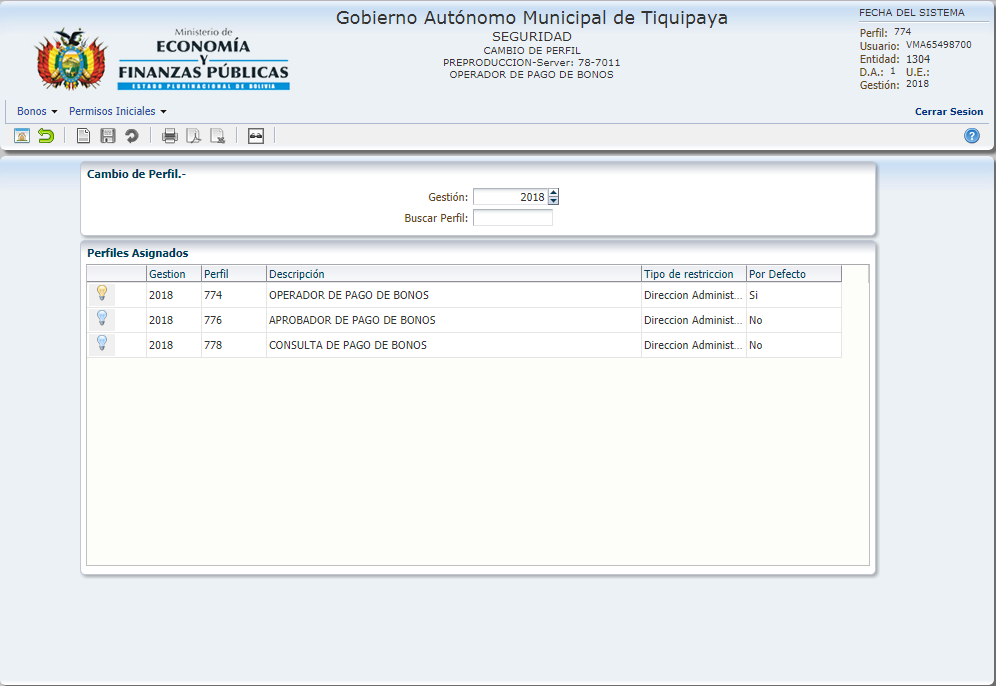 Ministerio de
ECONOMÍA
Y
FINANZAS PÚBLICAS
ESTADO PLURINACIONAL DE BOLIVIA
Gobierno Autónomo Municipal de Tiquipaya
SEGURIDAD
CAMBIO DE PERFIL
PREPRODUCCION-Server: 78-7011
OPERADOR DE PAGO DE BONOS
FECHA DEL SISTEMA
Perfil: 774
Usuario: VMA65498700
Entidad: 1304
D.A.: 1 U.E.:
Gestión: 2018
Bonos Permisos Iniciales Cerrar Sesion
Cambio de Perfil.-
Gestión: 2018
Buscar Perfil:
Perfiles Asignados
Gestion Perfil Descripción Tipo de restriccion Por Defecto
2018 774 OPERADOR DE PAGO DE BONOS Direccion Administ... Si
2018 776 APROBADOR DE PAGO DE BONOS Direccion Administ... No
2018 778 CONSULTA DE PAGO DE BONOS Direccion Administ... No